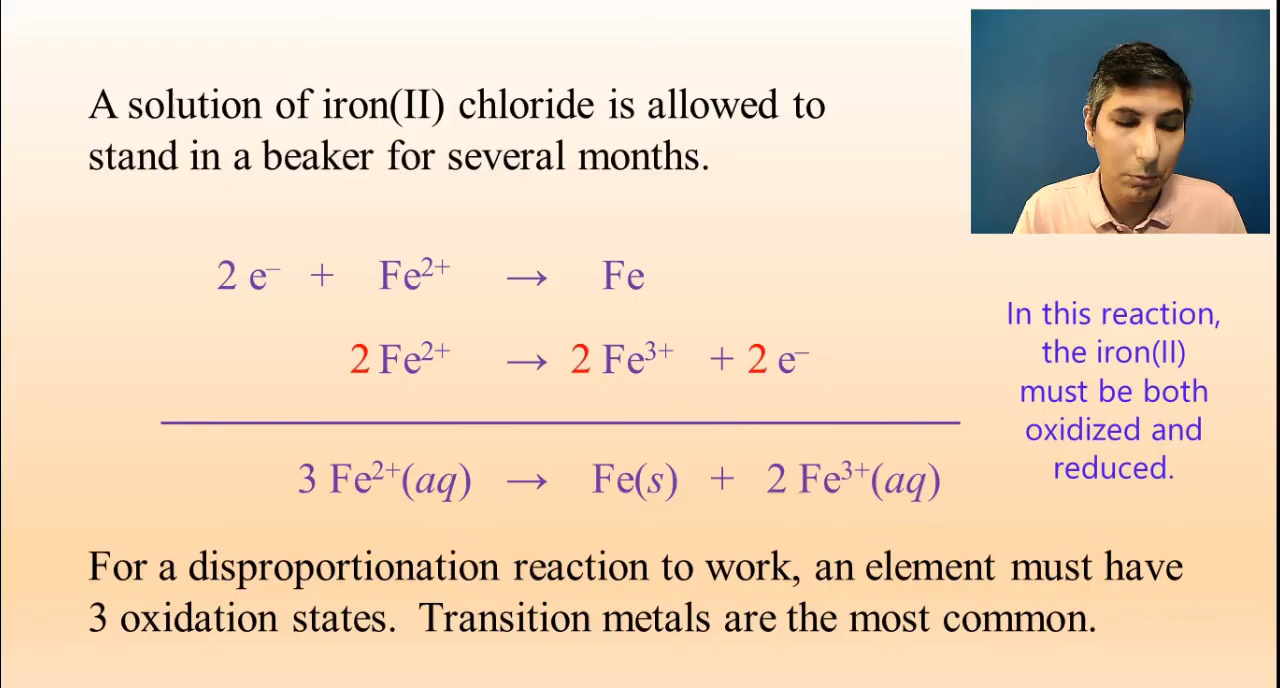 A solution of iron(II) chloride is allowed to
stand in a beaker for several months.
2 e⁻ + Fe²⁺ → Fe
2 Fe²⁺ → 2 Fe³⁺ + 2 e⁻
3 Fe²⁺(aq) → Fe(s) + 2 Fe³⁺(aq)
In this reaction,
the iron(II)
must be both
oxidized and
reduced.
For a disproportionation reaction to work, an element must have
3 oxidation states. Transition metals are the most common.